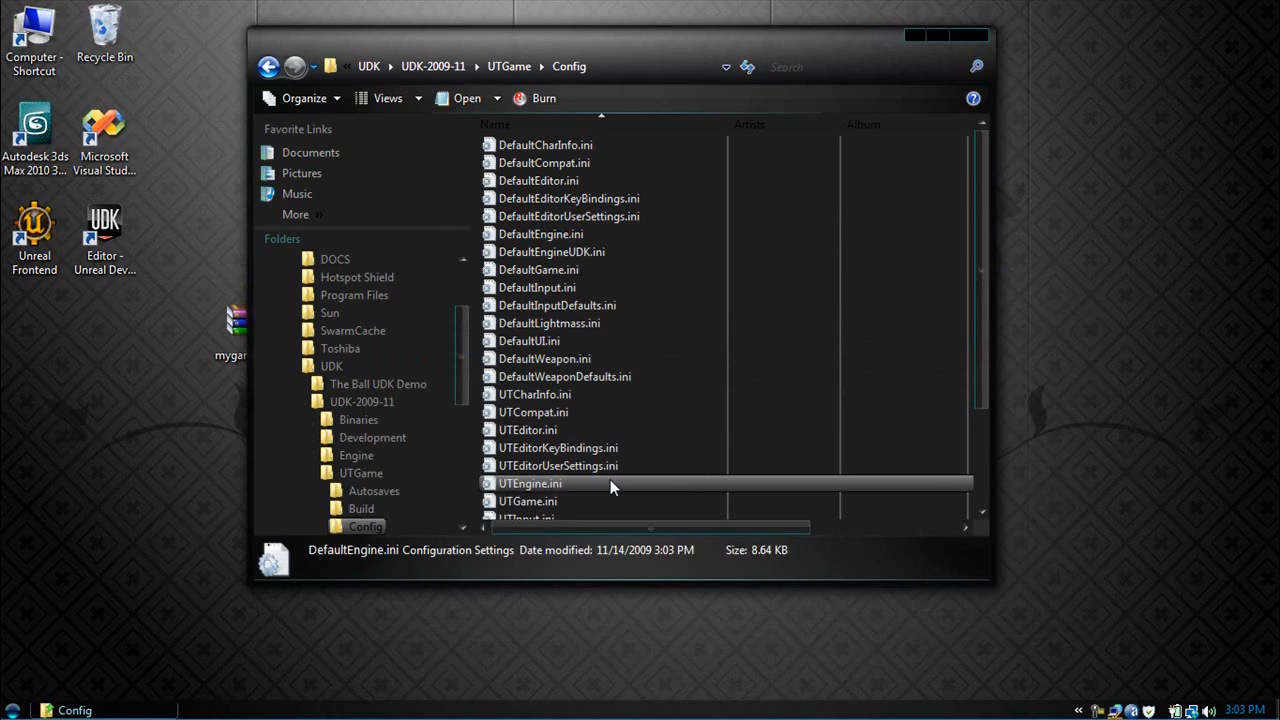 Computer -
Shortcut
Recycle Bin
Autodesk 3ds
Max 2010 3...
Microsoft
Visual Stud...
Unreal
Frontend
UDK
Editor -
Unreal Dev...
mygar
UDK UDK-2009-11 UTGame Config Search
Organize Views Open Burn
Favorite Links
Documents
Pictures
Music
More »
Folders
DOCS
Hotspot Shield
Program Files
Sun
SwarmCache
Toshiba
UDK
The Ball UDK Demo
UDK-2009-11
Binaries
Development
Engine
UTGame
Autosaves
Build
Config
Name Artists Album
DefaultCharInfo.ini
DefaultCompat.ini
DefaultEditor.ini
DefaultEditorKeyBindings.ini
DefaultEditorUserSettings.ini
DefaultEngine.ini
DefaultEngineUDK.ini
DefaultGame.ini
DefaultInput.ini
DefaultInputDefaults.ini
DefaultLightmass.ini
DefaultUI.ini
DefaultWeapon.ini
DefaultWeaponDefaults.ini
UTCharInfo.ini
UTCompat.ini
UTEditor.ini
UTEditorKeyBindings.ini
UTEditorUserSettings.ini
UTEngine.ini
UTGame.ini
UTInput.ini
DefaultEngine.ini Configuration Settings Date modified: 11/14/2009 3:03 PM Size: 8.64 KB
Config
« 3:03 PM